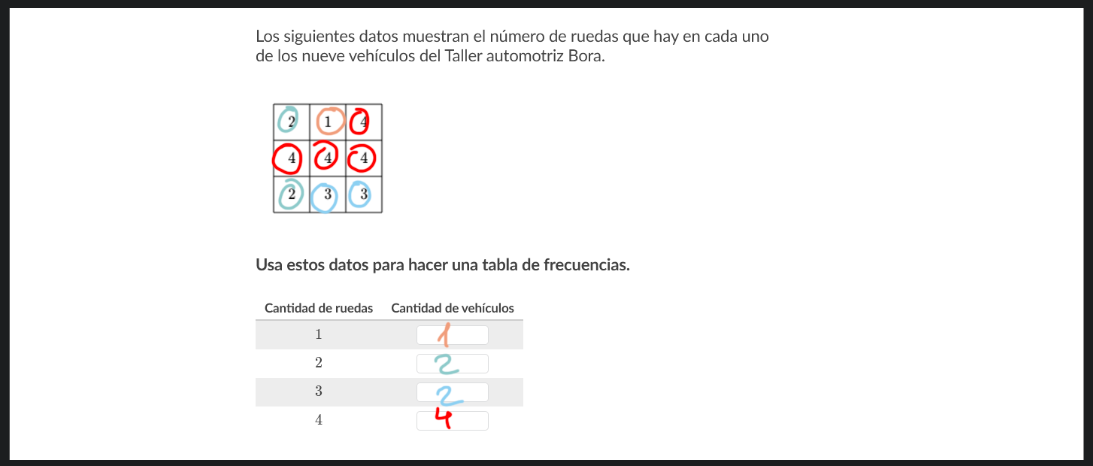 Los siguientes datos muestran el número de ruedas que hay en cada uno
de los nueve vehículos del Taller automotriz Bora.
2 1 4
4 4 4
2 3 3
Usa estos datos para hacer una tabla de frecuencias.
Cantidad de ruedas Cantidad de vehículos
1 1
2 2
3 2
4 4